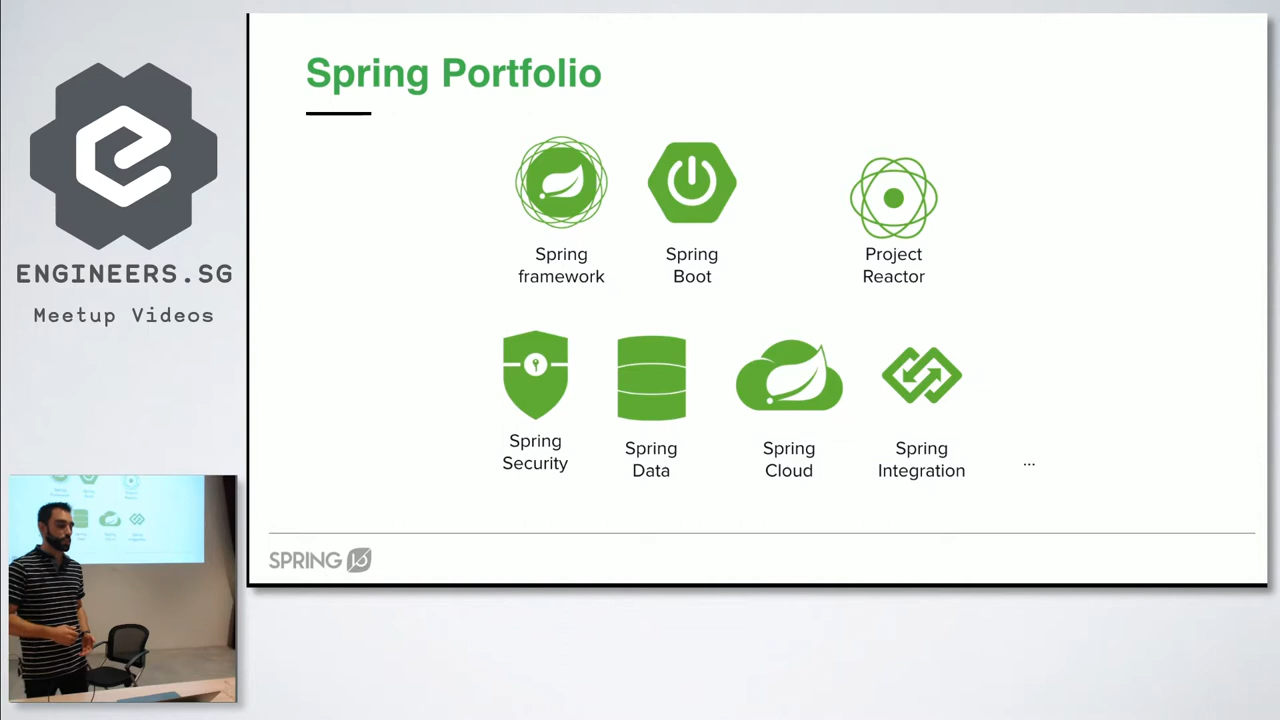 ENGINEERS.SG
Meetup Videos
Spring Portfolio
Spring
framework
Spring
Boot
Project
Reactor
Spring
Security
Spring
Data
Spring
Cloud
Spring
Integration
...
SPRING